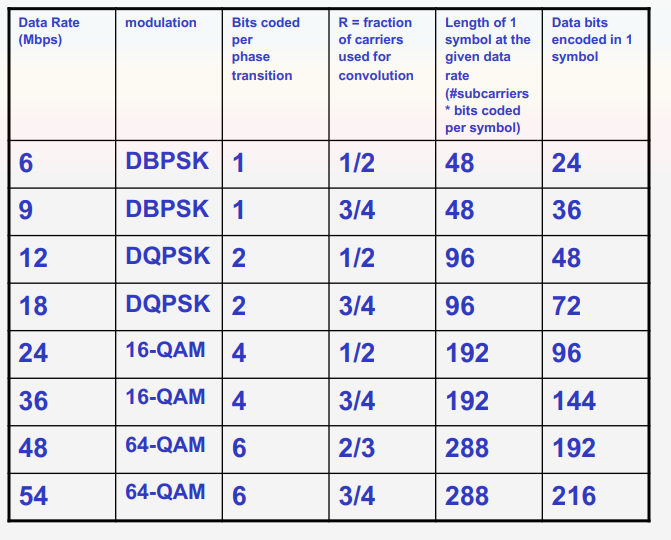 Data Rate (Mbps) modulation Bits coded per phase transition R = fraction of carriers used for convolution Length of 1 symbol at the given data rate (#subcarriers * bits coded per symbol) Data bits encoded in 1 symbol
6 DBPSK 1 1/2 48 24
9 DBPSK 1 3/4 48 36
12 DQPSK 2 1/2 96 48
18 DQPSK 2 3/4 96 72
24 16-QAM 4 1/2 192 96
36 16-QAM 4 3/4 192 144
48 64-QAM 6 2/3 288 192
54 64-QAM 6 3/4 288 216